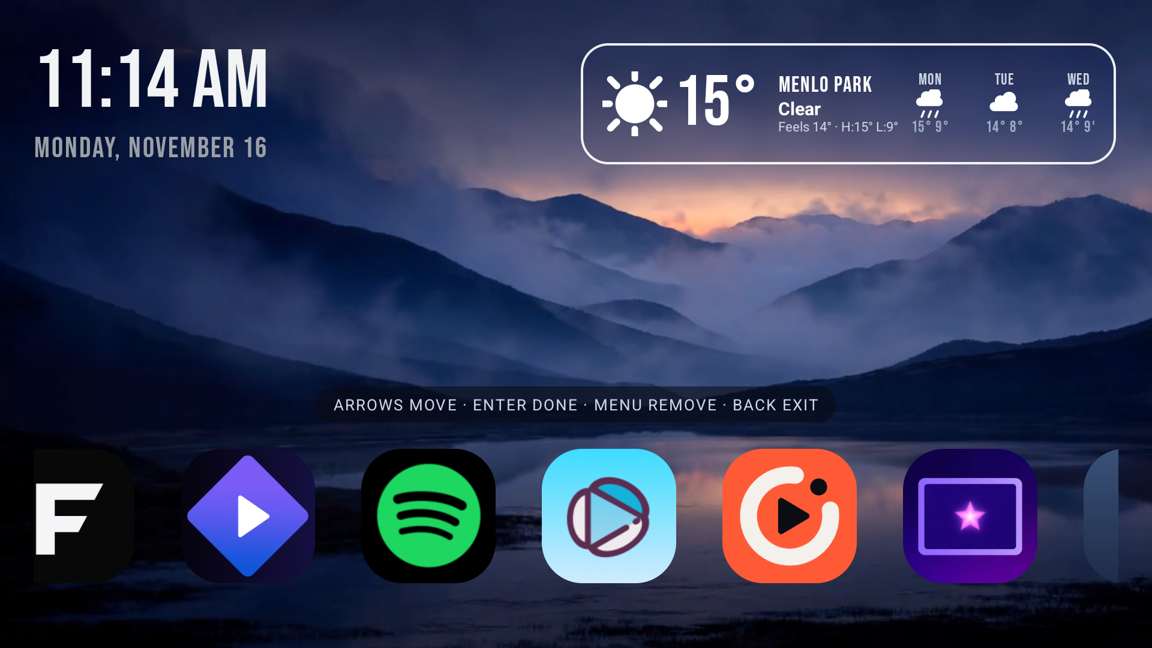 11:14 AM
MONDAY, NOVEMBER 16
15°
MENLO PARK
Clear
Feels 14° · H:15° L:9°
MON
15° 9°
TUE
14° 8°
WED
14° 9'
ARROWS MOVE · ENTER DONE · MENU REMOVE · BACK EXIT
F